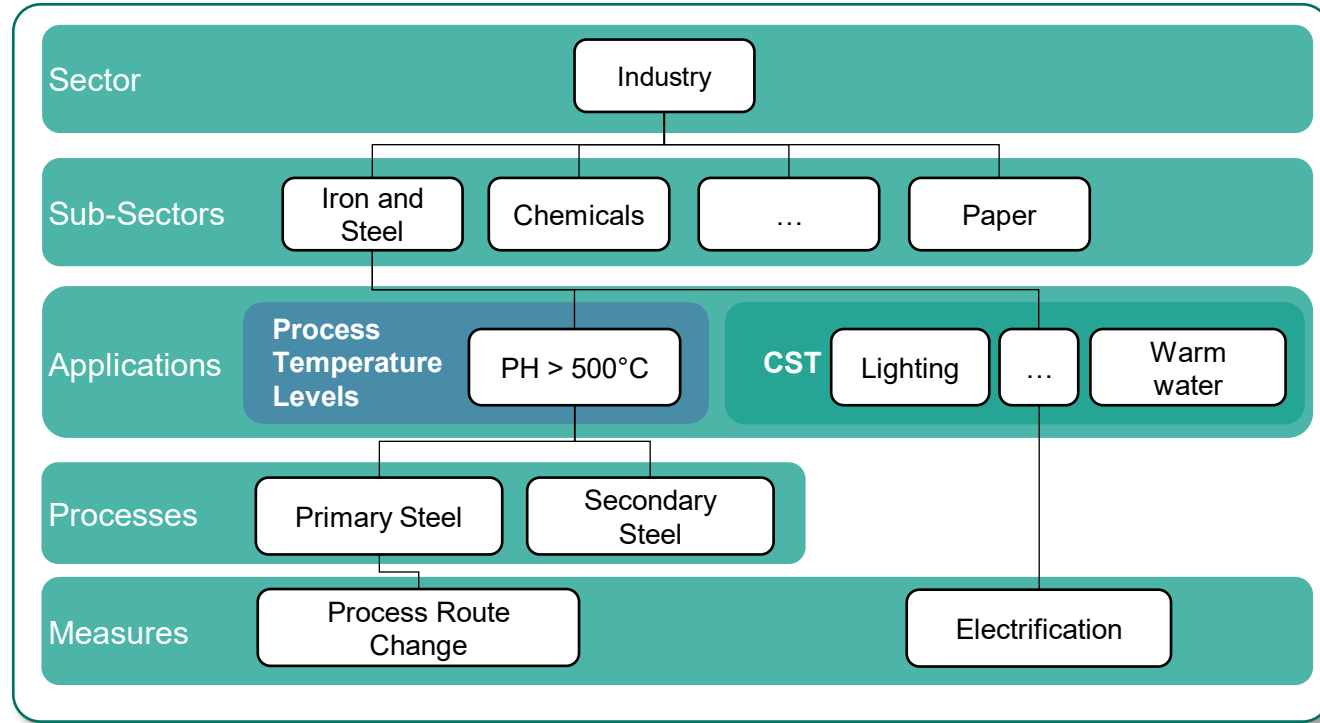 Sector
Industry
Sub-Sectors
Iron and
Steel
Chemicals
…
Paper
Applications
Process
Temperature
Levels
PH > 500°C
CST
Lighting
…
Warm
water
Processes
Primary Steel
Secondary
Steel
Measures
Process Route
Change
Electrification